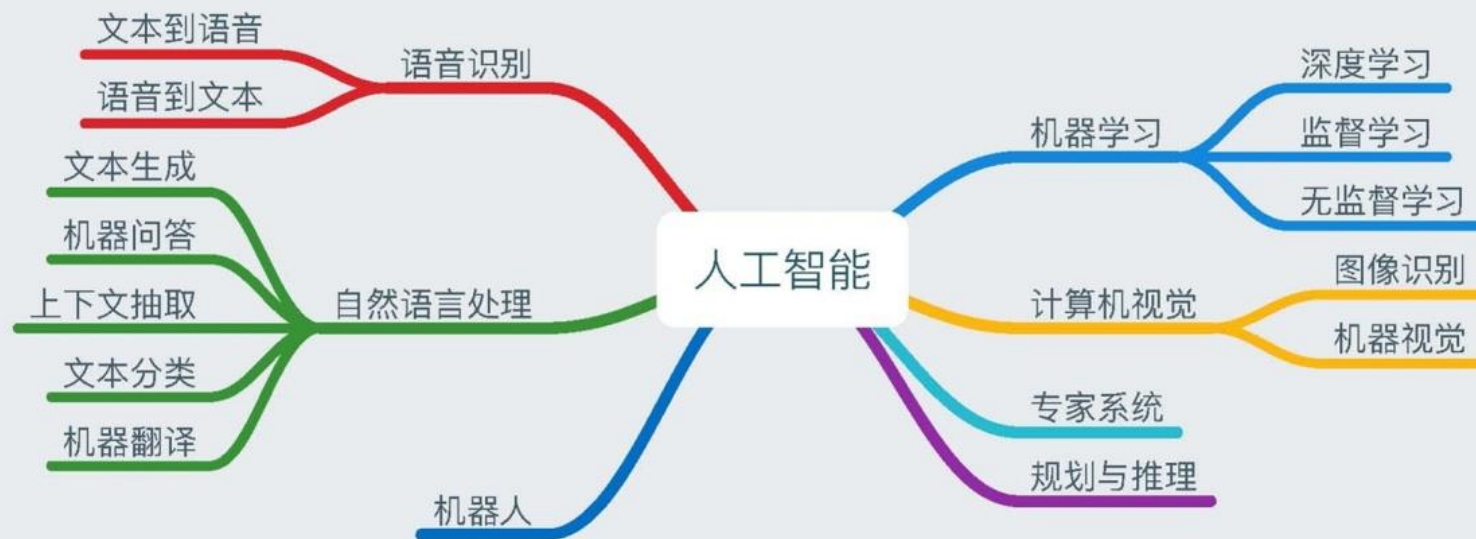 文本到语音
语音到文本
语音识别
文本生成
机器问答
上下文抽取
文本分类
机器翻译
自然语言处理
机器人
人工智能
机器学习
深度学习
监督学习
无监督学习
计算机视觉
图像识别
机器视觉
专家系统
规划与推理